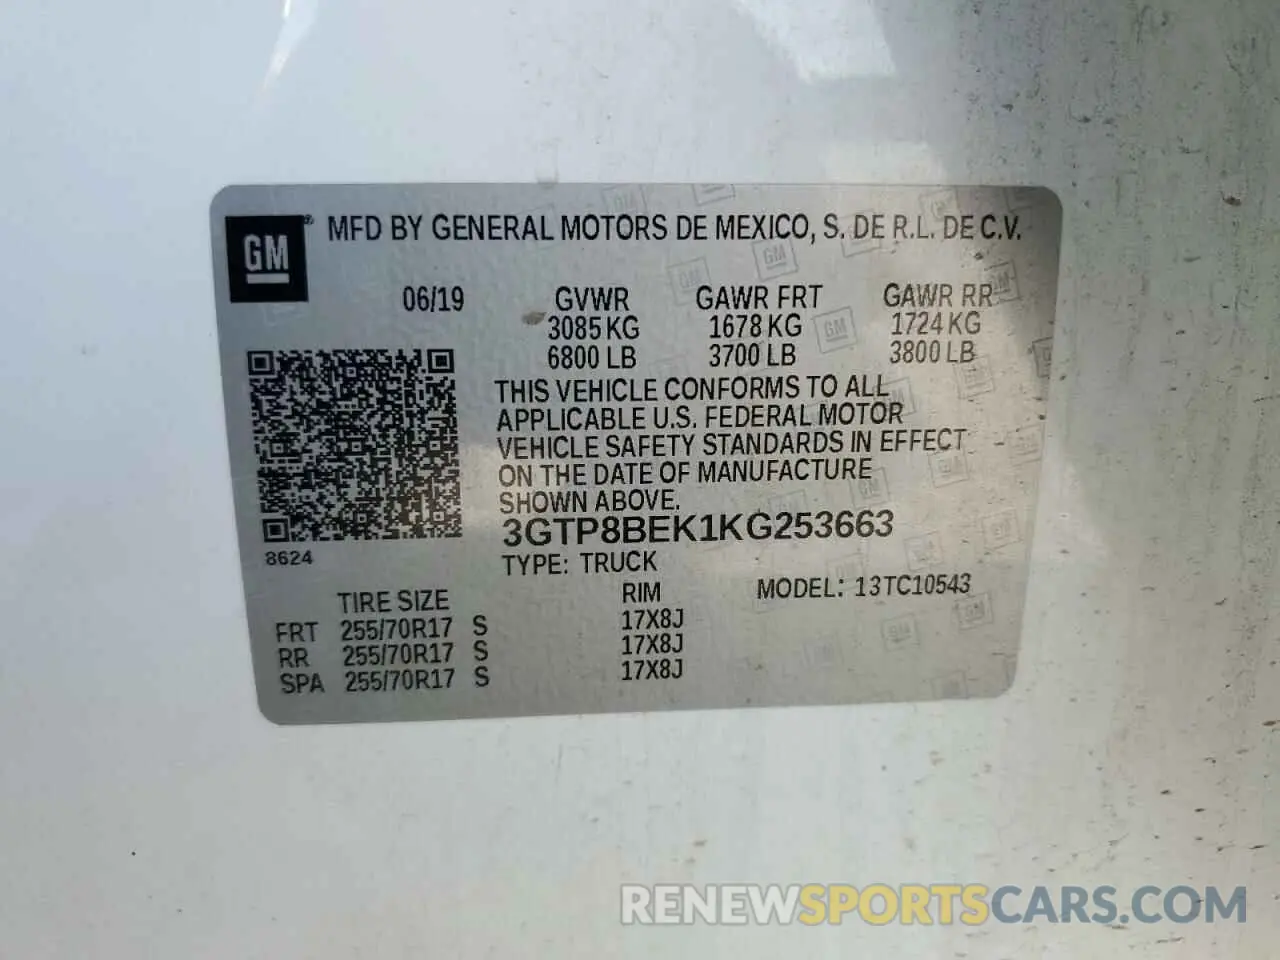 GM ® MFD BY GENERAL MOTORS DE MEXICO, S. DE R.L. DE C.V.
06/19 GVWR GAWR FRT GAWR RR
3085 KG 1678 KG 1724 KG
6800 LB 3700 LB 3800 LB
THIS VEHICLE CONFORMS TO ALL
APPLICABLE U.S. FEDERAL MOTOR
VEHICLE SAFETY STANDARDS IN EFFECT
ON THE DATE OF MANUFACTURE
SHOWN ABOVE.
3GTP8BEK1KG253663
8624
TYPE: TRUCK
TIRE SIZE RIM MODEL: 13TC10543
FRT 255/70R17 S 17X8J
RR 255/70R17 S 17X8J
SPA 255/70R17 S 17X8J
RENEWSPORTSCARS.COM